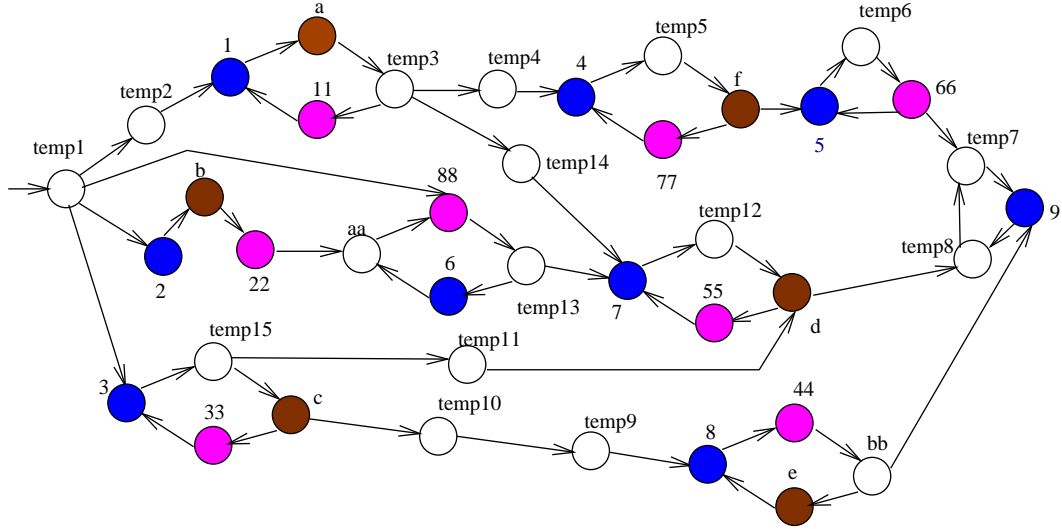 a
temp6
1
temp3
temp4
temp5
4
f
66
11
temp2
5
temp7
temp1
77
temp14
b
88
9
temp12
aa
temp8
6
2
22
temp13
7
55
d
temp15
temp11
3
33
c
temp10
44
temp9
8
bb
e